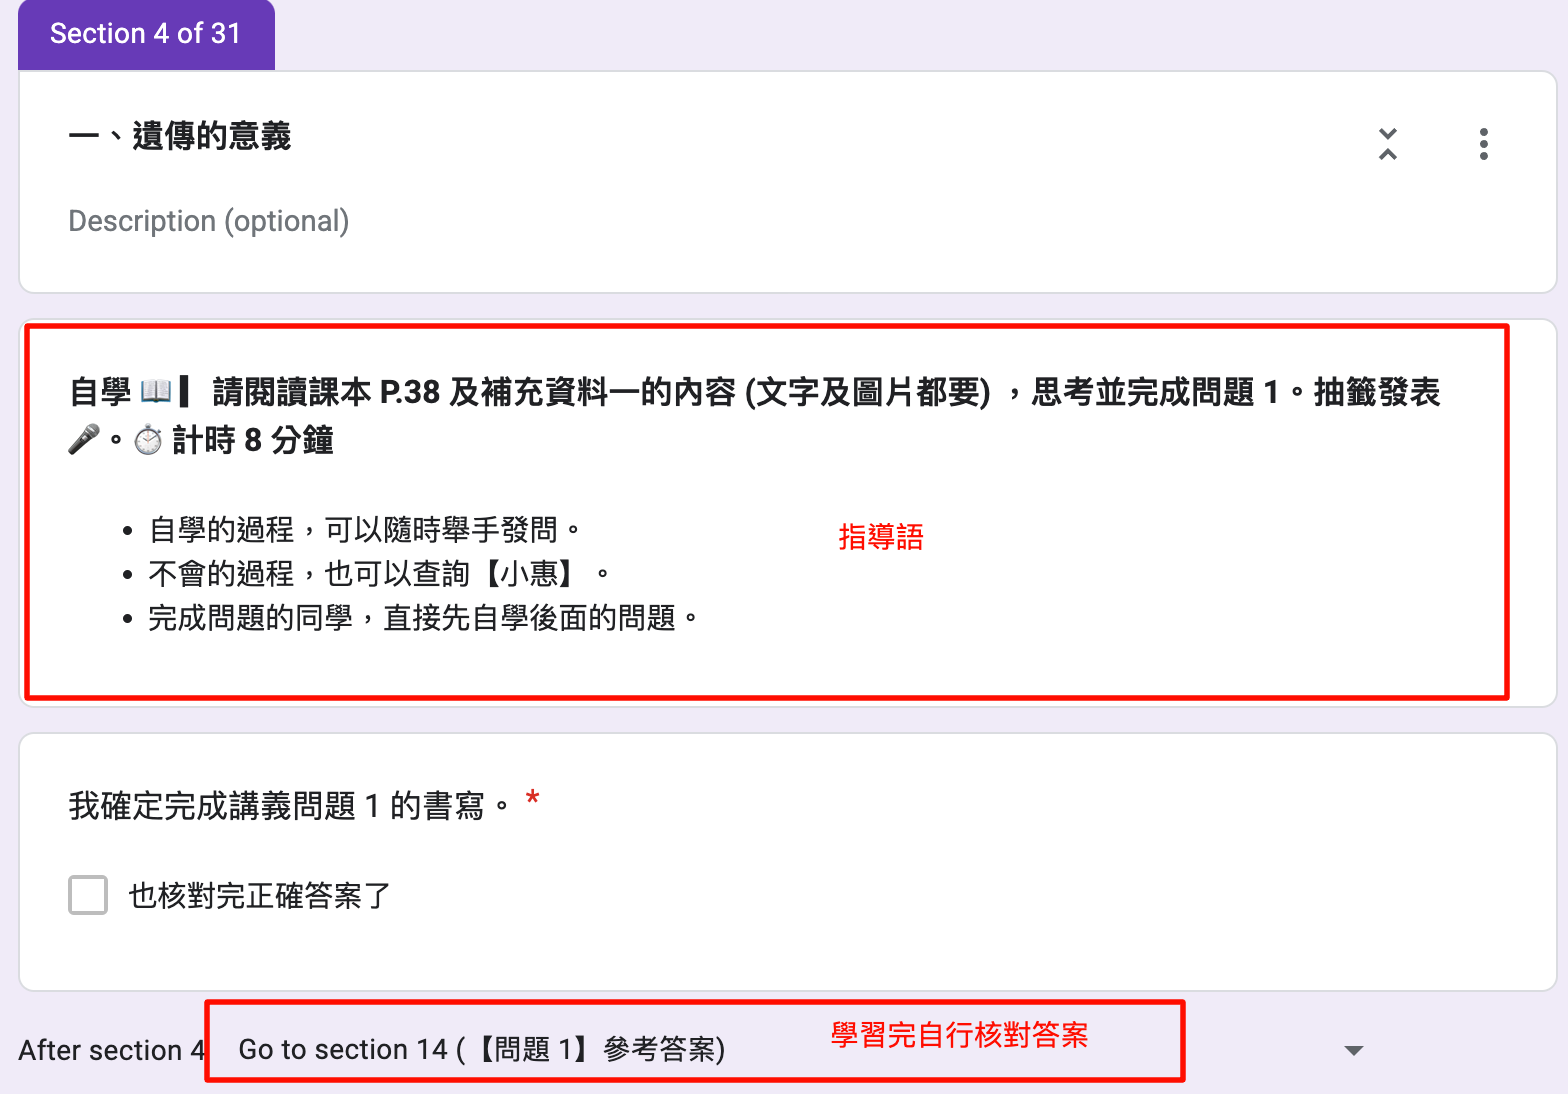 Section 4 of 31
一、遺傳的意義
Description (optional)
自學 📖 ▎ 請閱讀課本 P.38 及補充資料一的內容 (文字及圖片都要) ，思考並完成問題 1。抽籤發表
🎤。⏱️ 計時 8 分鐘
• 自學的過程，可以隨時舉手發問。
指導語
• 不會的過程，也可以查詢【小惠】 。
• 完成問題的同學，直接先自學後面的問題。
我確定完成講義問題 1 的書寫。 *
也核對完正確答案了
After section 4
Go to section 14 (【問題 1】參考答案)
學習完自行核對答案